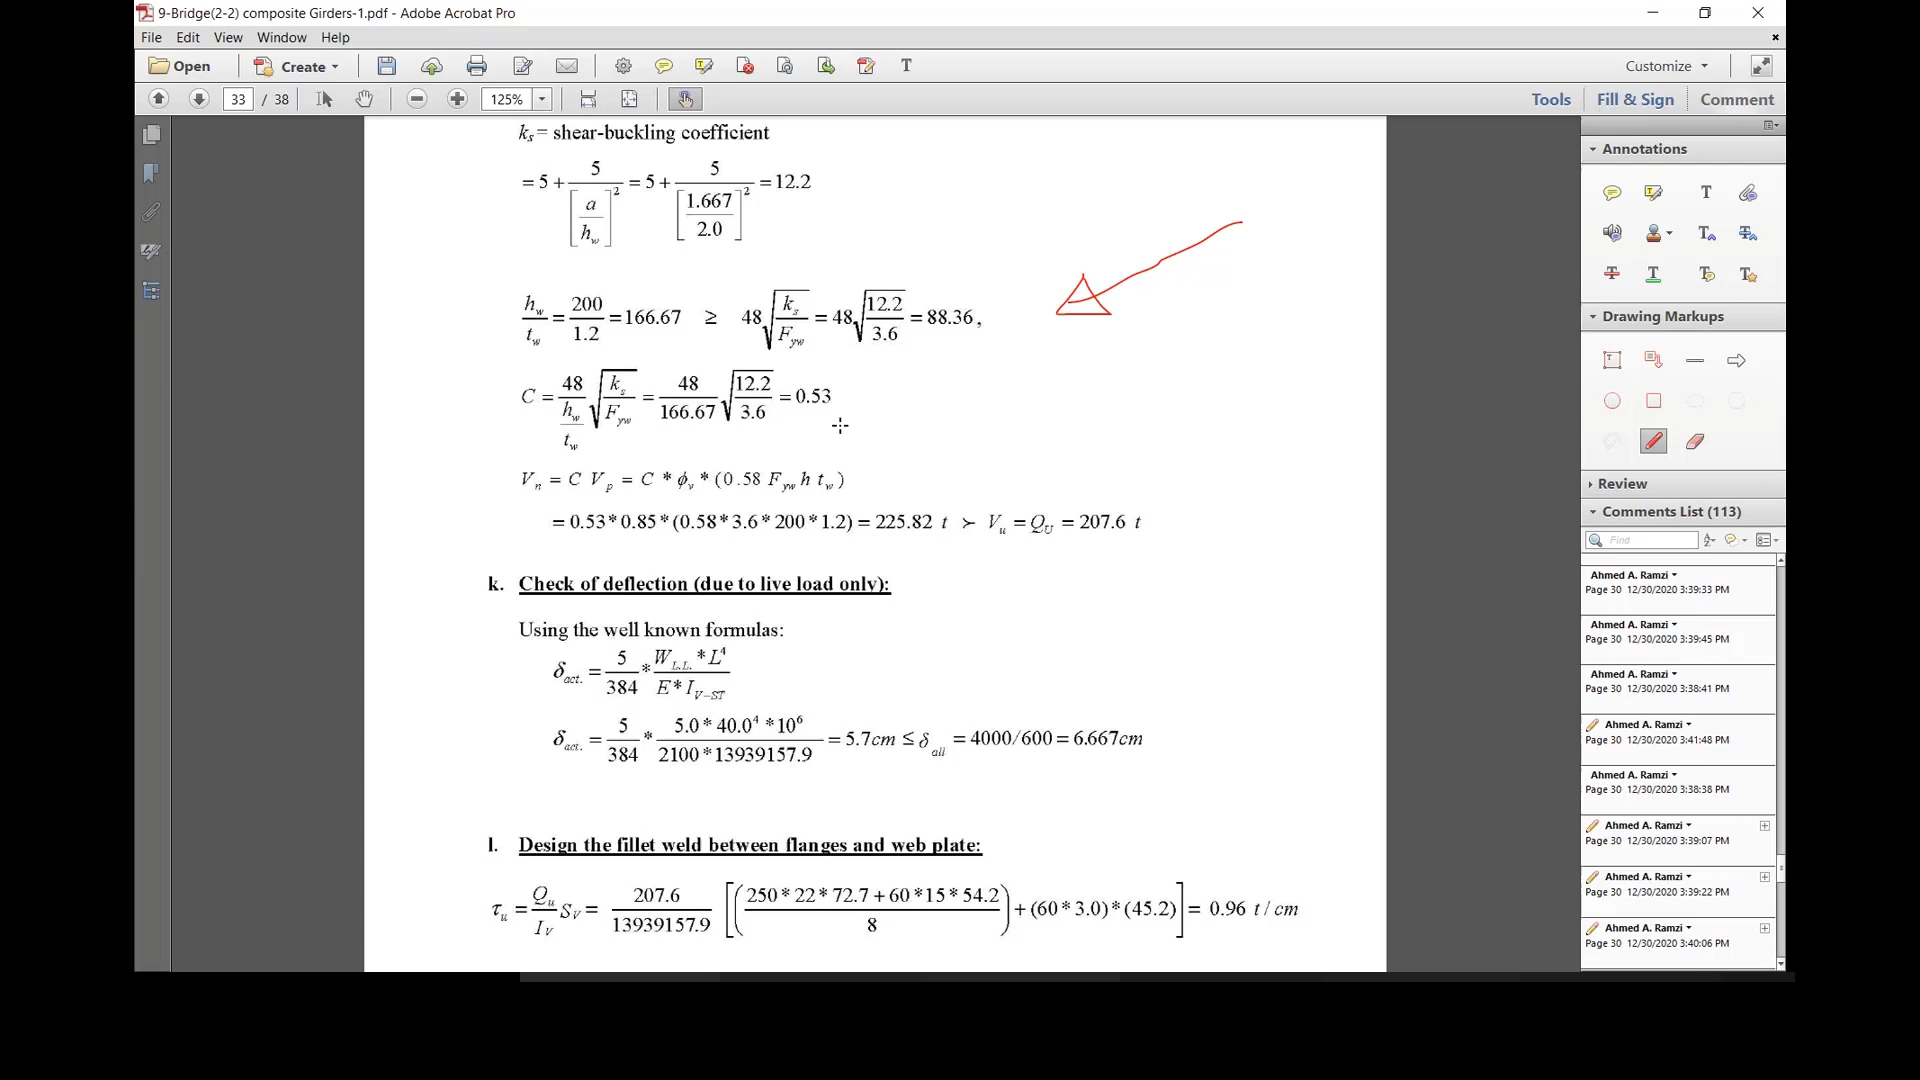 9-Bridge(2-2) composite Girders-1.pdf - Adobe Acrobat Pro
File Edit View Window Help
Open Create Customize
33 / 38 125% Tools Fill & Sign Comment
k_s = shear-buckling coefficient
= 5 + 5 / [a / h_w]^2 = 5 + 5 / [1.667 / 2.0]^2 = 12.2
h_w / t_w = 200 / 1.2 = 166.67 ≥ 48 √(k_s / F_yw) = 48 √(12.2 / 3.6) = 88.36 ,
C = 48 / (h_w / t_w) √(k_s / F_yw) = 48 / 166.67 √(12.2 / 3.6) = 0.53
V_n = C V_p = C * ϕ_v * (0.58 F_yw h t_w)
= 0.53*0.85*(0.58*3.6*200*1.2) = 225.82 t ≻ V_u = Q_U = 207.6 t
k. Check of deflection (due to live load only):
Using the well known formulas:
δ_act. = 5 / 384 * W_L.L. * L^4 / E * I_V-ST
δ_act. = 5 / 384 * 5.0 * 40.0^4 * 10^6 / 2100 * 13939157.9 = 5.7cm ≤ δ_all = 4000/600 = 6.667cm
l. Design the fillet weld between flanges and web plate:
τ_u = Q_u / I_V S_V = 207.6 / 13939157.9 [(250*22*72.7+60*15*54.2 / 8) + (60*3.0)*(45.2)] = 0.96 t/cm
Annotations
Drawing Markups
Review
Comments List (113)
Find
Ahmed A. Ramzi
Page 30 12/30/2020 3:39:33 PM
Ahmed A. Ramzi
Page 30 12/30/2020 3:39:45 PM
Ahmed A. Ramzi
Page 30 12/30/2020 3:38:41 PM
Ahmed A. Ramzi
Page 30 12/30/2020 3:41:48 PM
Ahmed A. Ramzi
Page 30 12/30/2020 3:38:38 PM
Ahmed A. Ramzi
Page 30 12/30/2020 3:39:07 PM
Ahmed A. Ramzi
Page 30 12/30/2020 3:39:22 PM
Ahmed A. Ramzi
Page 30 12/30/2020 3:40:06 PM